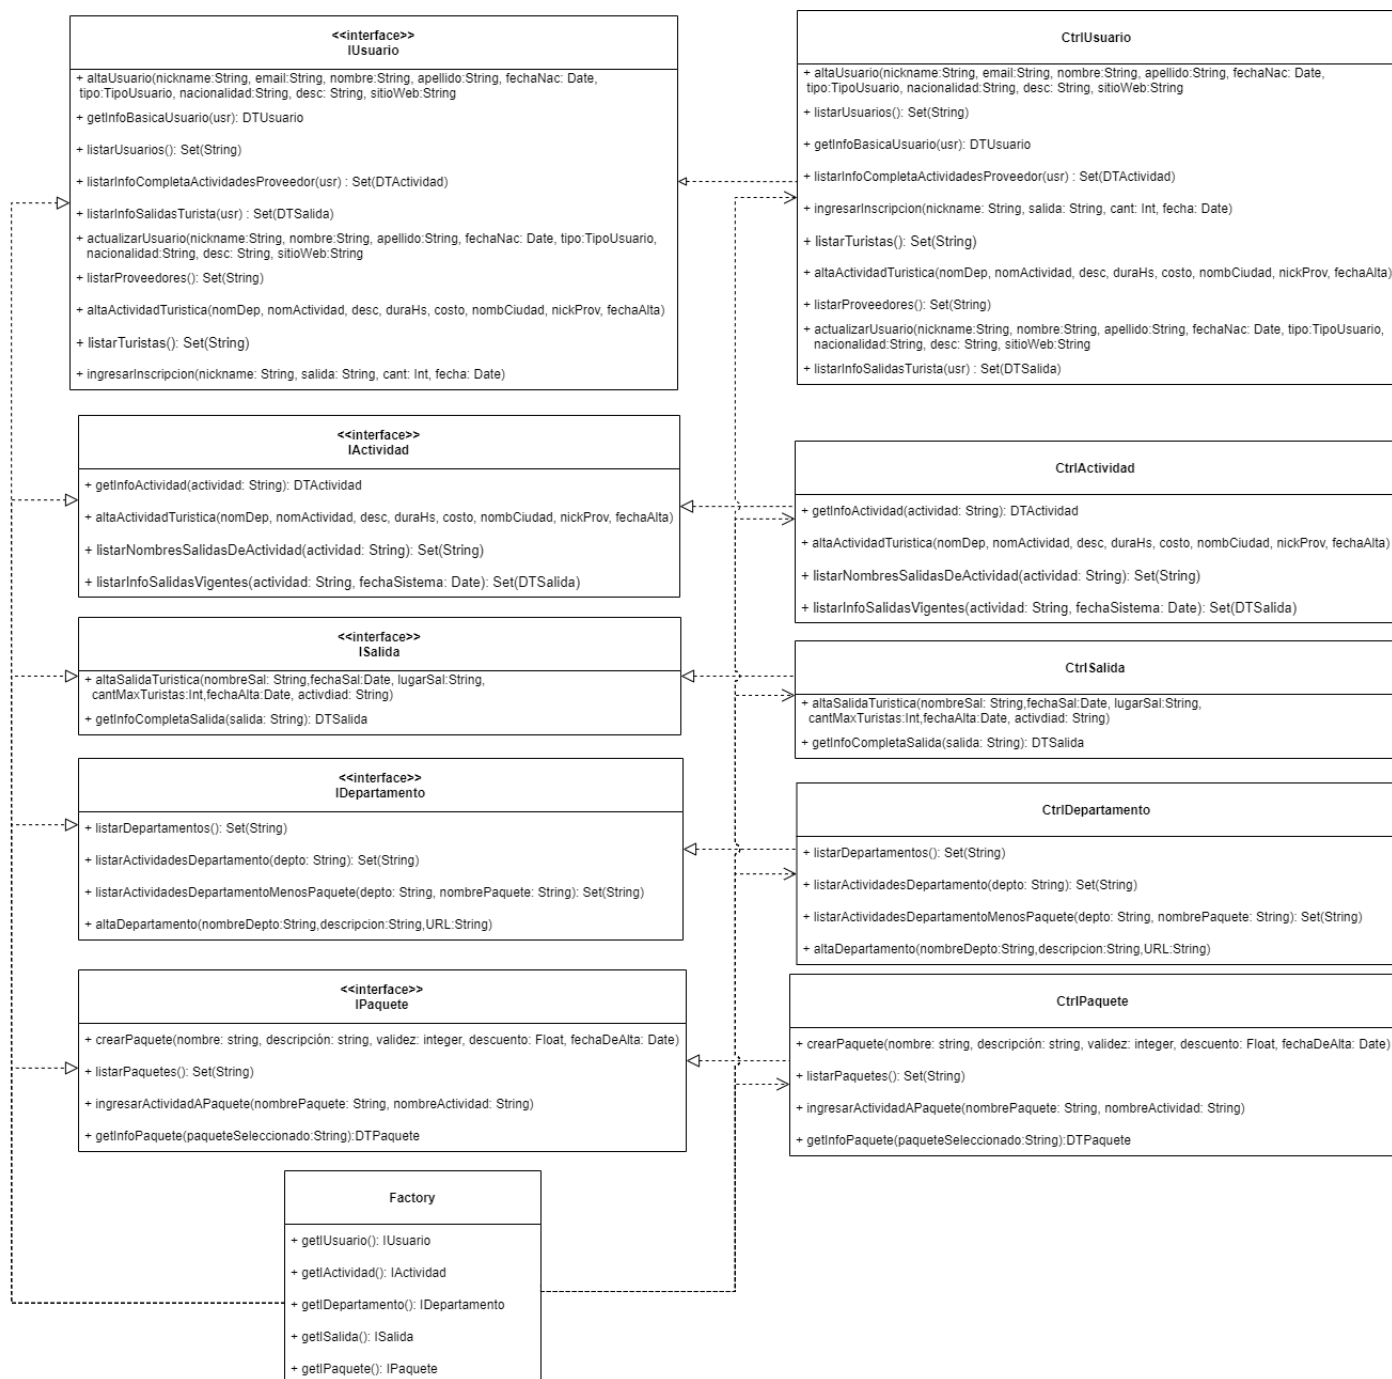 <<interface>>
IUsuario
+ altaUsuario(nickname:String, email:String, nombre:String, apellido:String, fechaNac: Date,
tipo:TipoUsuario, nacionalidad:String, desc: String, sitioWeb:String
+ getInfoBasicaUsuario(usr): DTUsuario
+ listarUsuarios(): Set(String)
+ listarInfoCompletaActividadesProveedor(usr) : Set(DTActividad)
+ listarInfoSalidasTurista(usr) : Set(DTSalida)
+ actualizarUsuario(nickname:String, nombre:String, apellido:String, fechaNac: Date, tipo:TipoUsuario,
nacionalidad:String, desc: String, sitioWeb:String
+ listarProveedores(): Set(String)
+ altaActividadTuristica(nomDep, nomActividad, desc, duraHs, costo, nombCiudad, nickProv, fechaAlta)
+ listarTuristas(): Set(String)
+ ingresarInscripcion(nickname: String, salida: String, cant: Int, fecha: Date)
CtrlUsuario
+ altaUsuario(nickname:String, email:String, nombre:String, apellido:String, fechaNac: Date,
tipo:TipoUsuario, nacionalidad:String, desc: String, sitioWeb:String
+ listarUsuarios(): Set(String)
+ getInfoBasicaUsuario(usr): DTUsuario
+ listarInfoCompletaActividadesProveedor(usr) : Set(DTActividad)
+ ingresarInscripcion(nickname: String, salida: String, cant: Int, fecha: Date)
+ listarTuristas(): Set(String)
+ altaActividadTuristica(nomDep, nomActividad, desc, duraHs, costo, nombCiudad, nickProv, fechaAlta)
+ listarProveedores(): Set(String)
+ actualizarUsuario(nickname:String, nombre:String, apellido:String, fechaNac: Date, tipo:TipoUsuario,
nacionalidad:String, desc: String, sitioWeb:String
+ listarInfoSalidasTurista(usr) : Set(DTSalida)
<<interface>>
IActividad
+ getInfoActividad(actividad: String): DTActividad
+ altaActividadTuristica(nomDep, nomActividad, desc, duraHs, costo, nombCiudad, nickProv, fechaAlta)
+ listarNombresSalidasDeActividad(actividad: String): Set(String)
+ listarInfoSalidasVigentes(actividad: String, fechaSistema: Date): Set(DTSalida)
CtrlActividad
+ getInfoActividad(actividad: String): DTActividad
+ altaActividadTuristica(nomDep, nomActividad, desc, duraHs, costo, nombCiudad, nickProv, fechaAlta)
+ listarNombresSalidasDeActividad(actividad: String): Set(String)
+ listarInfoSalidasVigentes(actividad: String, fechaSistema: Date): Set(DTSalida)
<<interface>>
ISalida
+ altaSalidaTuristica(nombreSal: String,fechaSal:Date, lugarSal:String,
cantMaxTuristas:Int,fechaAlta:Date, activdiad: String)
+ getInfoCompletaSalida(salida: String): DTSalida
CtrlSalida
+ altaSalidaTuristica(nombreSal: String,fechaSal:Date, lugarSal:String,
cantMaxTuristas:Int,fechaAlta:Date, activdiad: String)
+ getInfoCompletaSalida(salida: String): DTSalida
<<interface>>
IDepartamento
+ listarDepartamentos(): Set(String)
+ listarActividadesDepartamento(depto: String): Set(String)
+ listarActividadesDepartamentoMenosPaquete(depto: String, nombrePaquete: String): Set(String)
+ altaDepartamento(nombreDepto:String,descripcion:String,URL:String)
CtrlDepartamento
+ listarDepartamentos(): Set(String)
+ listarActividadesDepartamento(depto: String): Set(String)
+ listarActividadesDepartamentoMenosPaquete(depto: String, nombrePaquete: String): Set(String)
+ altaDepartamento(nombreDepto:String,descripcion:String,URL:String)
<<interface>>
IPaquete
+ crearPaquete(nombre: string, descripción: string, validez: integer, descuento: Float, fechaDeAlta: Date)
+ listarPaquetes(): Set(String)
+ ingresarActividadAPaquete(nombrePaquete: String, nombreActividad: String)
+ getInfoPaquete(paqueteSeleccionado:String):DTPaquete
CtrlPaquete
+ crearPaquete(nombre: string, descripción: string, validez: integer, descuento: Float, fechaDeAlta: Date)
+ listarPaquetes(): Set(String)
+ ingresarActividadAPaquete(nombrePaquete: String, nombreActividad: String)
+ getInfoPaquete(paqueteSeleccionado:String):DTPaquete
Factory
+ getIUsuario(): IUsuario
+ getIActividad(): IActividad
+ getIDepartamento(): IDepartamento
+ getISalida(): ISalida
+ getIPaquete(): IPaquete